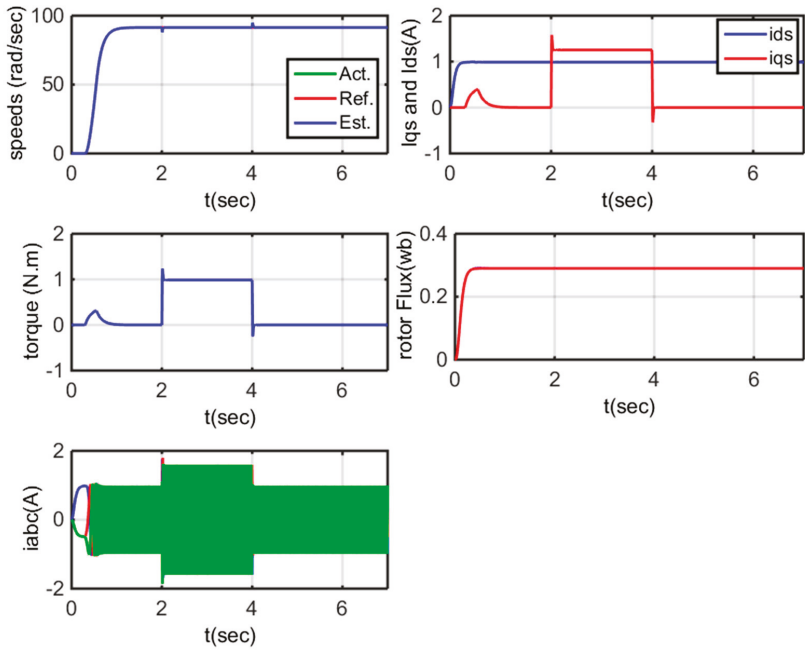 speeds (rad/sec)
100
50
0
Act.
Ref.
Est.
0 2 4 6
t(sec)
Iqs and Ids(A)
2
1
0
-1
ids
iqs
0 2 4 6
t(sec)
torque (N.m)
2
1
0
-1
0 2 4 6
t(sec)
rotor Flux(wb)
0.4
0.2
0
0 2 4 6
t(sec)
iabc(A)
2
0
-2
0 2 4 6
t(sec)